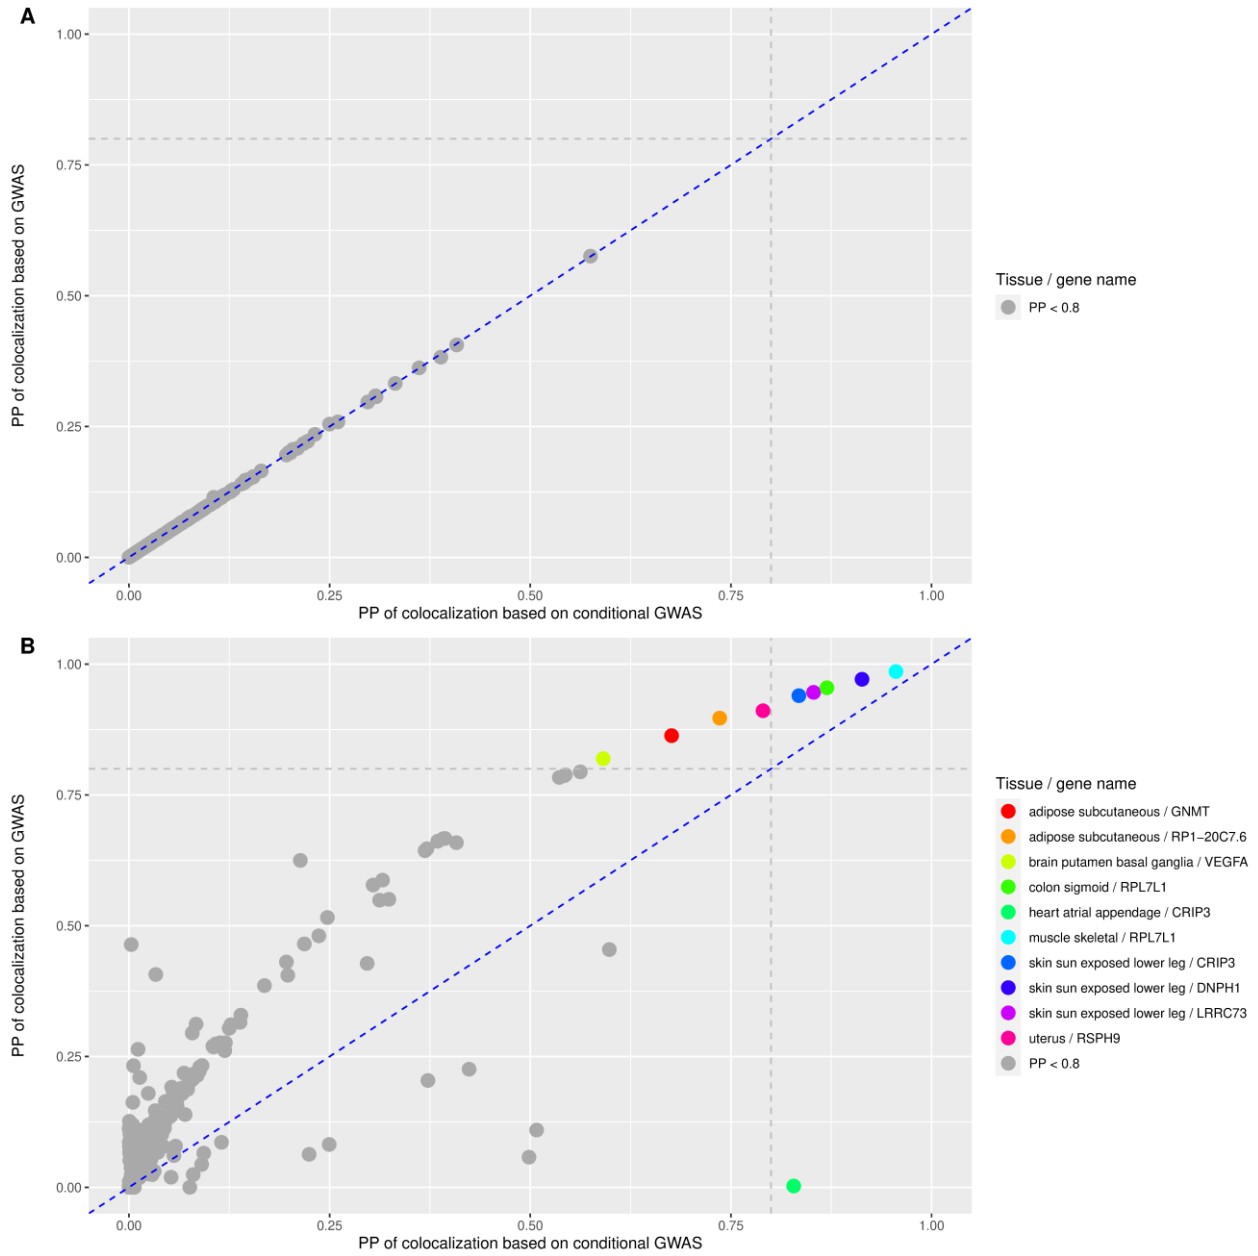 A
1.00
0.75
0.50
0.25
0.00
PP of colocalization based on GWAS
0.00 0.25 0.50 0.75 1.00
PP of colocalization based on conditional GWAS
Tissue / gene name
PP < 0.8
B
1.00
0.75
0.50
0.25
0.00
PP of colocalization based on GWAS
0.00 0.25 0.50 0.75 1.00
PP of colocalization based on conditional GWAS
Tissue / gene name
adipose subcutaneous / GNMT
adipose subcutaneous / RP1−20C7.6
brain putamen basal ganglia / VEGFA
colon sigmoid / RPL7L1
heart atrial appendage / CRIP3
muscle skeletal / RPL7L1
skin sun exposed lower leg / CRIP3
skin sun exposed lower leg / DNPH1
skin sun exposed lower leg / LRRC73
uterus / RSPH9
PP < 0.8